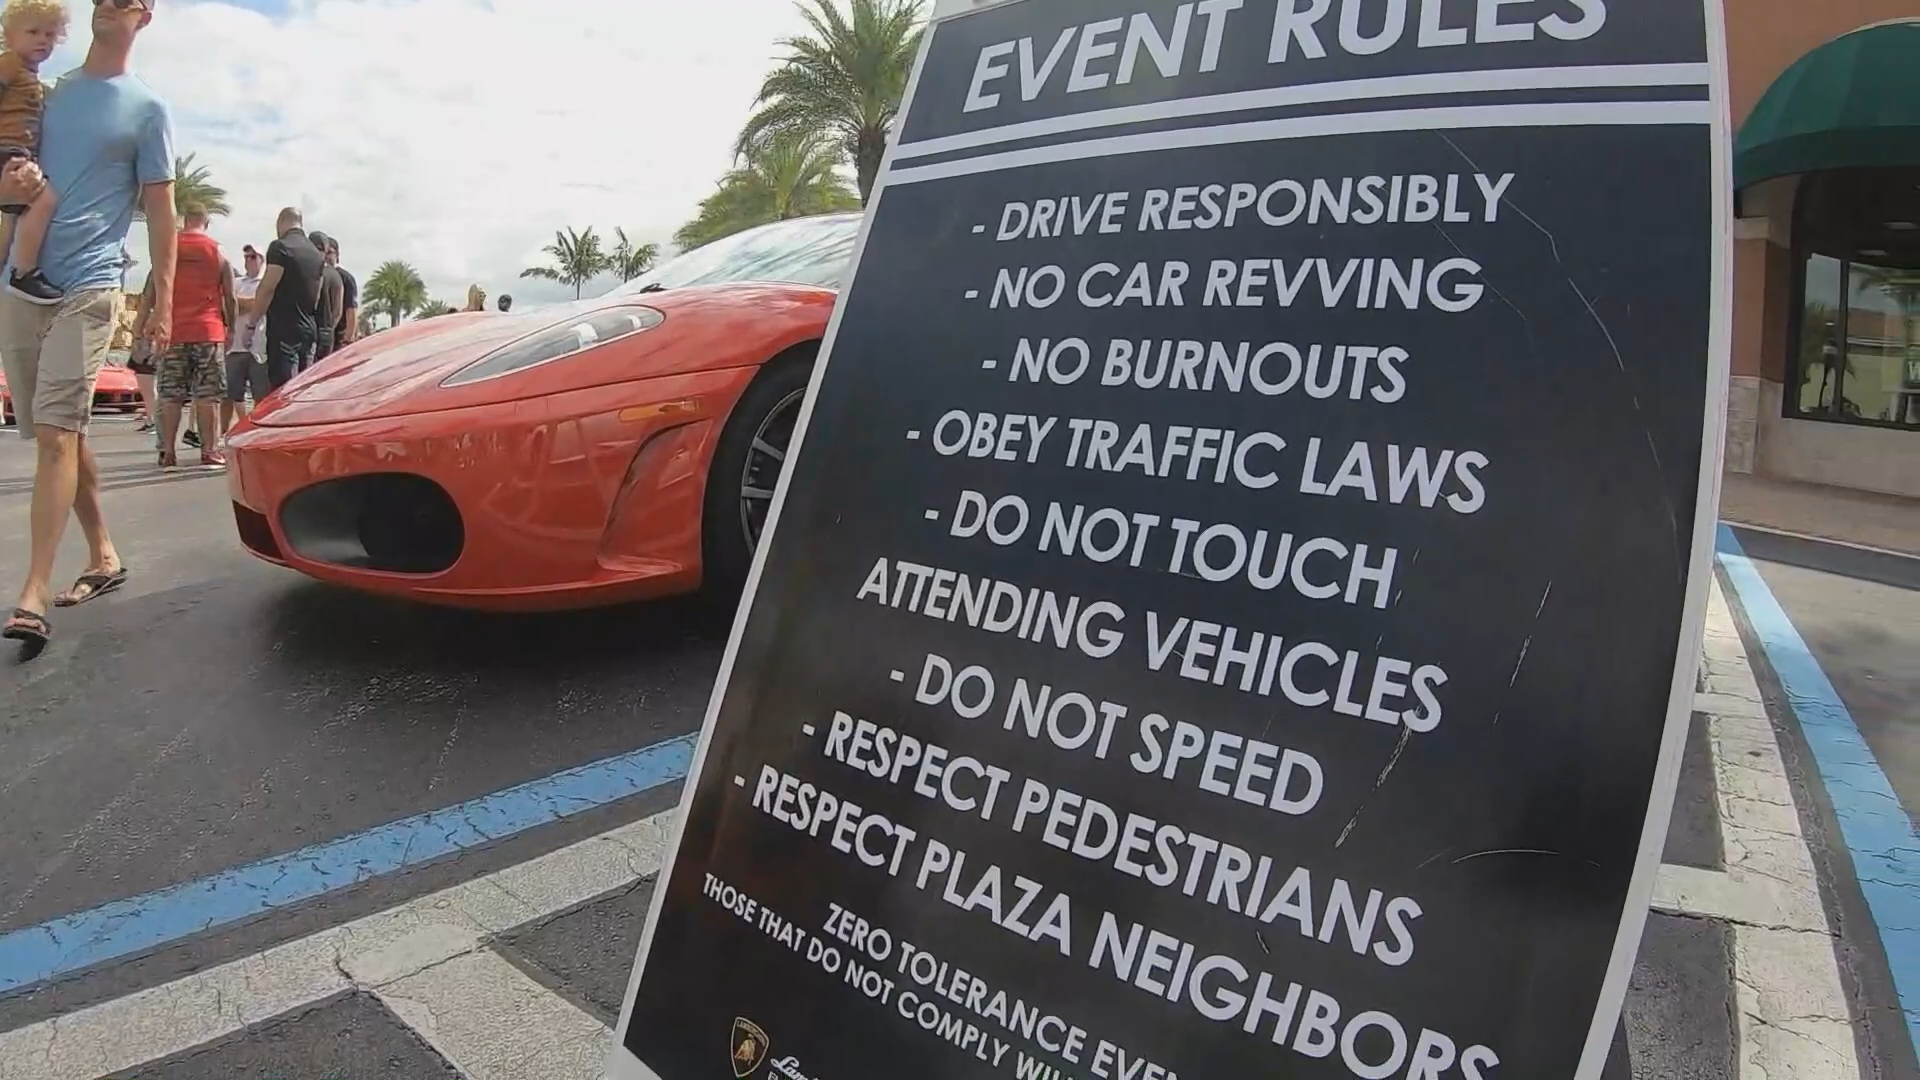 EVENT RULES
- DRIVE RESPONSIBLY
- NO CAR REVVING
- NO BURNOUTS
- OBEY TRAFFIC LAWS
- DO NOT TOUCH
ATTENDING VEHICLES
- DO NOT SPEED
- RESPECT PEDESTRIANS
- RESPECT PLAZA NEIGHBORS
ZERO TOLERANCE
THOSE THAT DO NOT COMPLY